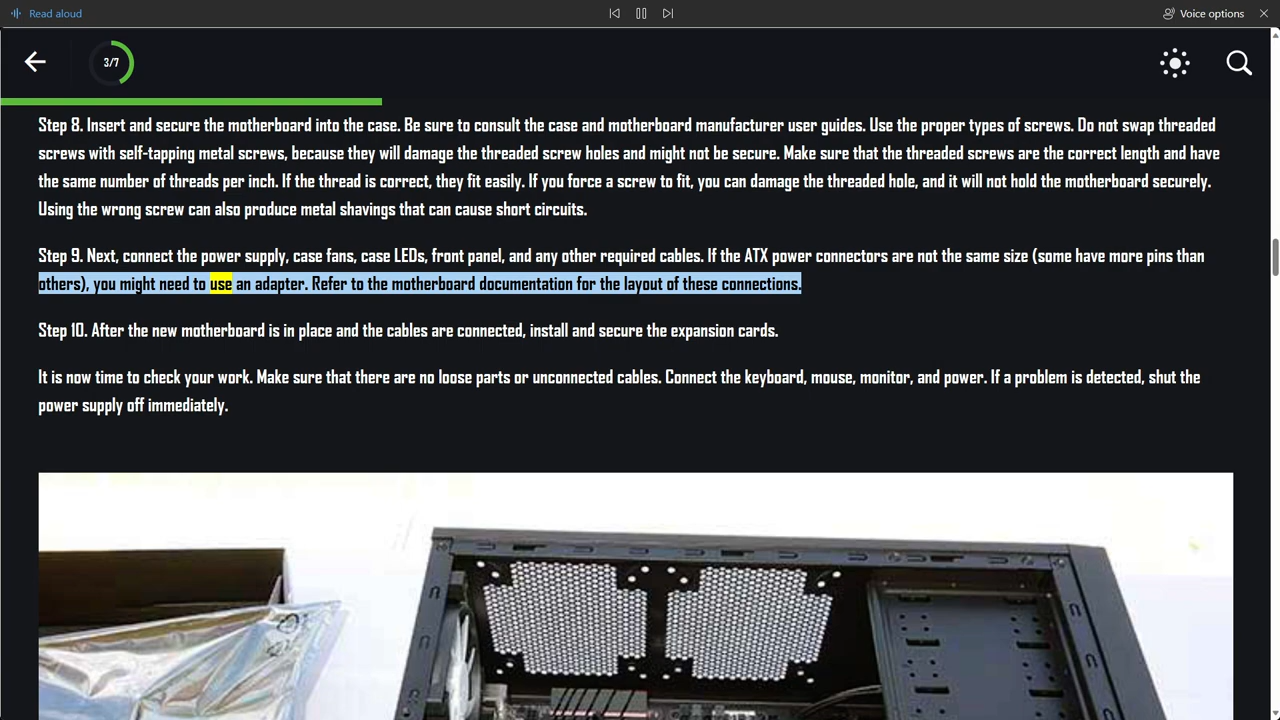 Read aloud
Voice options
3/7
Step 8. Insert and secure the motherboard into the case. Be sure to consult the case and motherboard manufacturer user guides. Use the proper types of screws. Do not swap threaded
screws with self-tapping metal screws, because they will damage the threaded screw holes and might not be secure. Make sure that the threaded screws are the correct length and have
the same number of threads per inch. If the thread is correct, they fit easily. If you force a screw to fit, you can damage the threaded hole, and it will not hold the motherboard securely.
Using the wrong screw can also produce metal shavings that can cause short circuits.
Step 9. Next, connect the power supply, case fans, case LEDs, front panel, and any other required cables. If the ATX power connectors are not the same size (some have more pins than
others), you might need to use an adapter. Refer to the motherboard documentation for the layout of these connections.
Step 10. After the new motherboard is in place and the cables are connected, install and secure the expansion cards.
It is now time to check your work. Make sure that there are no loose parts or unconnected cables. Connect the keyboard, mouse, monitor, and power. If a problem is detected, shut the
power supply off immediately.